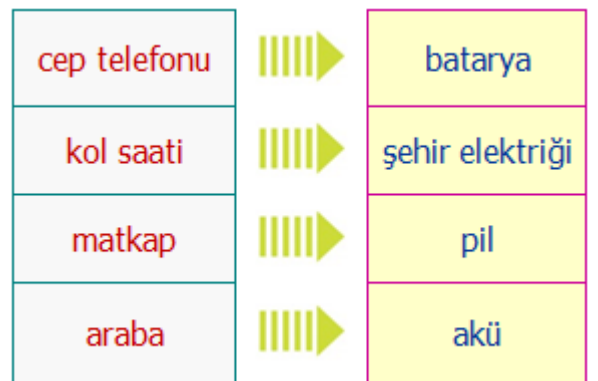 cep telefonu batarya
kol saati şehir elektriği
matkap pil
araba akü